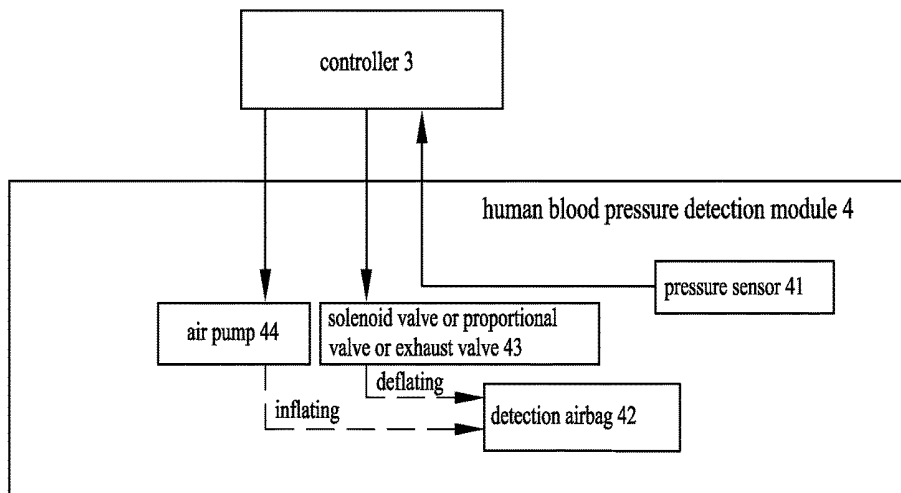 controller 3
human blood pressure detection module 4
pressure sensor 41
air pump 44
solenoid valve or proportional
valve or exhaust valve 43
deflating
inflating
detection airbag 42